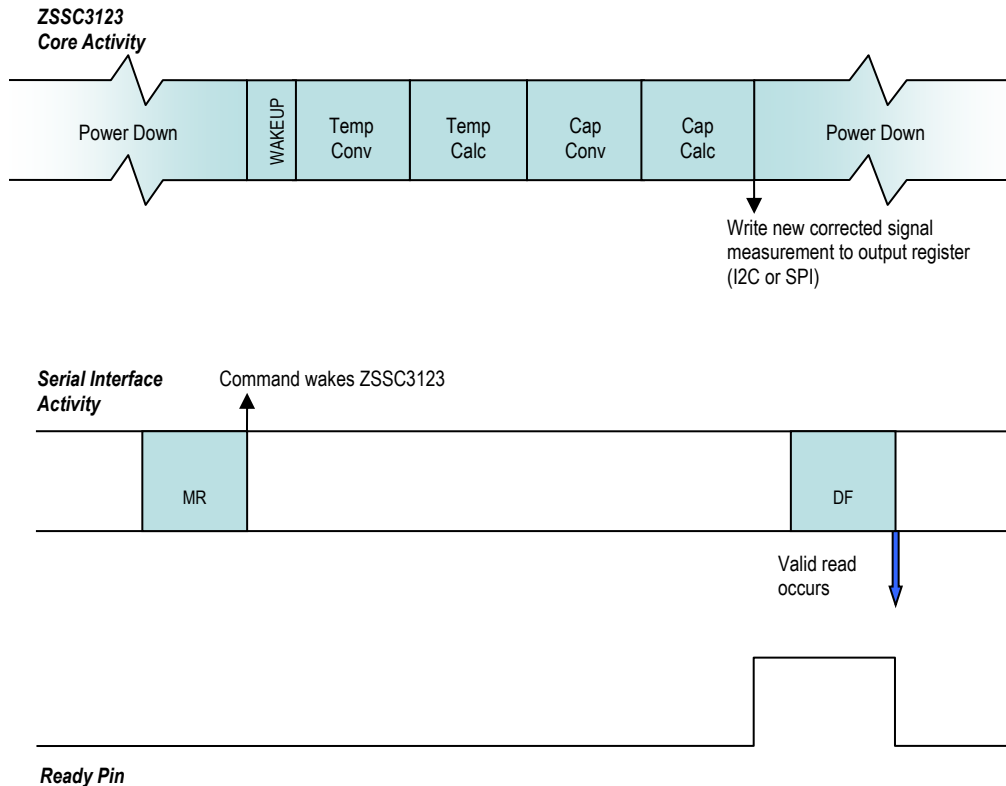 ZSSC3123
Core Activity
Power Down
WAKEUP
Temp
Conv
Temp
Calc
Cap
Conv
Cap
Calc
Power Down
Write new corrected signal
measurement to output register
(I2C or SPI)
Serial Interface
Activity
Command wakes ZSSC3123
MR
DF
Valid read
occurs
Ready Pin